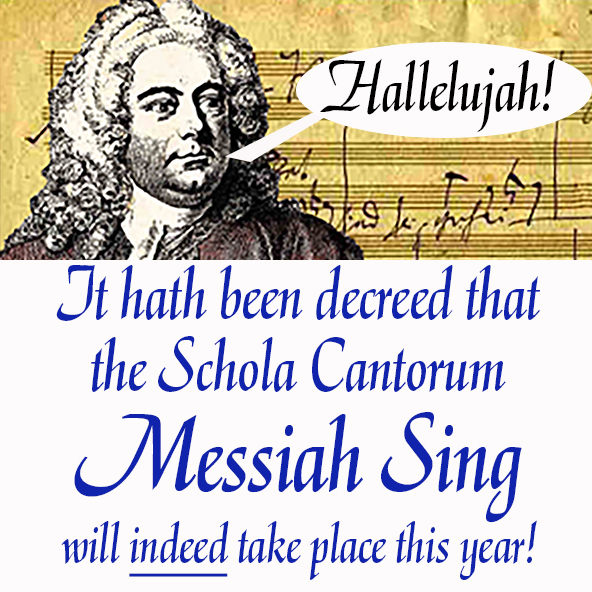 Hallelujah!
It hath been decreed that
the Schola Cantorum
Messiah Sing
will indeed take place this year!